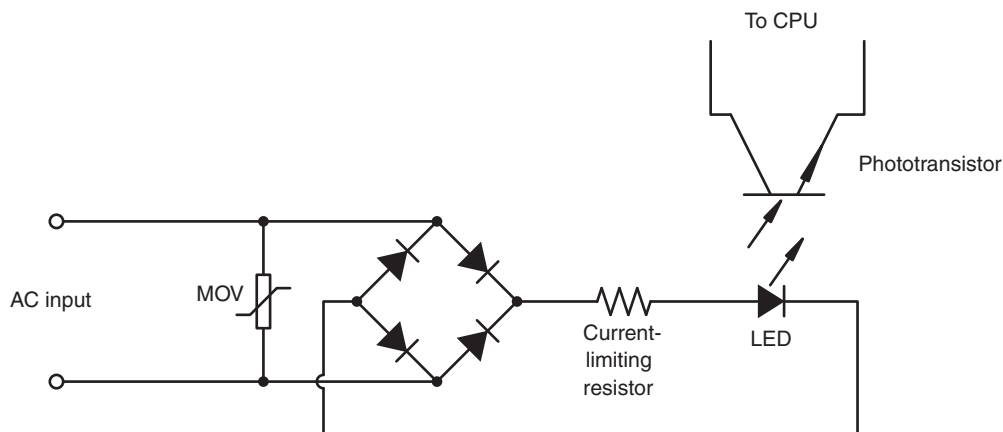 To CPU
Phototransistor
AC input
MOV
Current-
limiting
resistor
LED